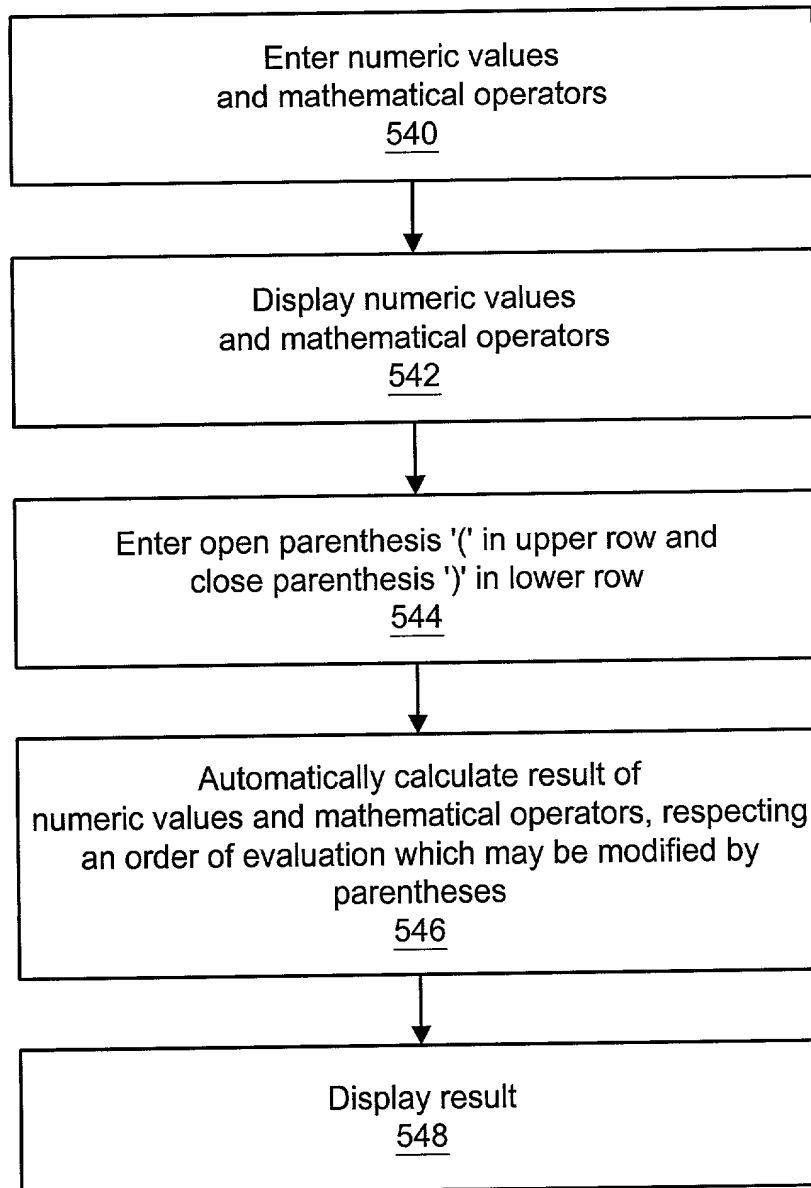 Enter numeric values
and mathematical operators
540
Display numeric values
and mathematical operators
542
Enter open parenthesis '(' in upper row and
close parenthesis ')' in lower row
544
Automatically calculate result of
numeric values and mathematical operators, respecting
an order of evaluation which may be modified by
parentheses
546
Display result
548